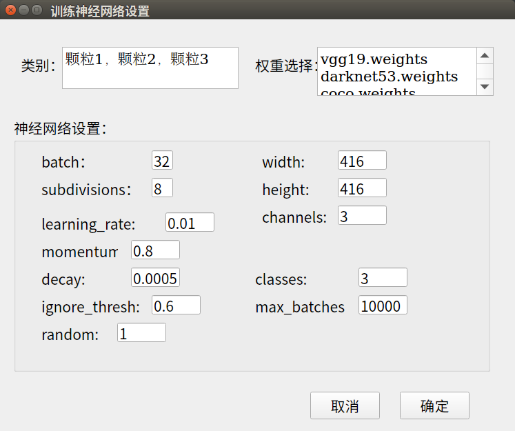 训练神经网络设置
类别：
颗粒1，颗粒2，颗粒3
权重选择：
vgg19.weights
darknet53.weights
coco.weights
神经网络设置：
batch： 32
width: 416
subdivisions： 8
height: 416
channels: 3
learning_rate: 0.01
momentum 0.8
decay: 0.0005
classes: 3
ignore_thresh: 0.6
max_batches 10000
random: 1
取消 确定